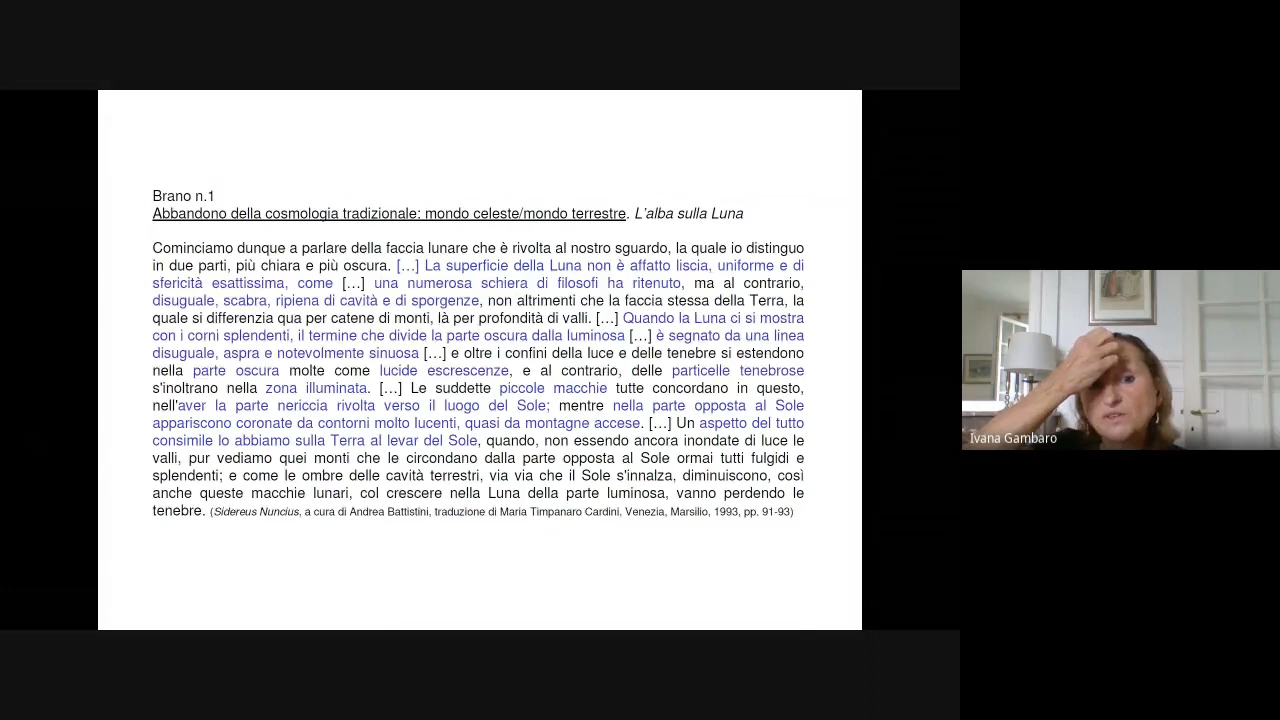 Brano n.1
Abbandono della cosmologia tradizionale: mondo celeste/mondo terrestre. L'alba sulla Luna
Cominciamo dunque a parlare della faccia lunare che è rivolta al nostro sguardo, la quale io distinguo
in due parti, più chiara e più oscura. […] La superficie della Luna non è affatto liscia, uniforme e di
sfericità esattissima, come […] una numerosa schiera di filosofi ha ritenuto, ma al contrario,
disuguale, scabra, ripiena di cavità e di sporgenze, non altrimenti che la faccia stessa della Terra, la
quale si differenzia qua per catene di monti, là per profondità di valli. […] Quando la Luna ci si mostra
con i corni splendenti, il termine che divide la parte oscura dalla luminosa […] è segnato da una linea
disuguale, aspra e notevolmente sinuosa […] e oltre i confini della luce e delle tenebre si estendono
nella parte oscura molte come lucide escrescenze, e al contrario, delle particelle tenebrose
s'inoltrano nella zona illuminata. […] Le suddette piccole macchie tutte concordano in questo,
nell'aver la parte nericcia rivolta verso il luogo del Sole; mentre nella parte opposta al Sole
appariscono coronate da contorni molto lucenti, quasi da montagne accese. […] Un aspetto del tutto
consimile lo abbiamo sulla Terra al levar del Sole, quando, non essendo ancora inondate di luce le
valli, pur vediamo quei monti che le circondano dalla parte opposta al Sole ormai tutti fulgidi e
splendenti; e come le ombre delle cavità terrestri, via via che il Sole s'innalza, diminuiscono, così
anche queste macchie lunari, col crescere nella Luna della parte luminosa, vanno perdendo le
tenebre. (Sidereus Nuncius, a cura di Andrea Battistini, traduzione di Maria Timpanaro Cardini, Venezia, Marsilio, 1993, pp. 91-93)
Ivana Gambaro